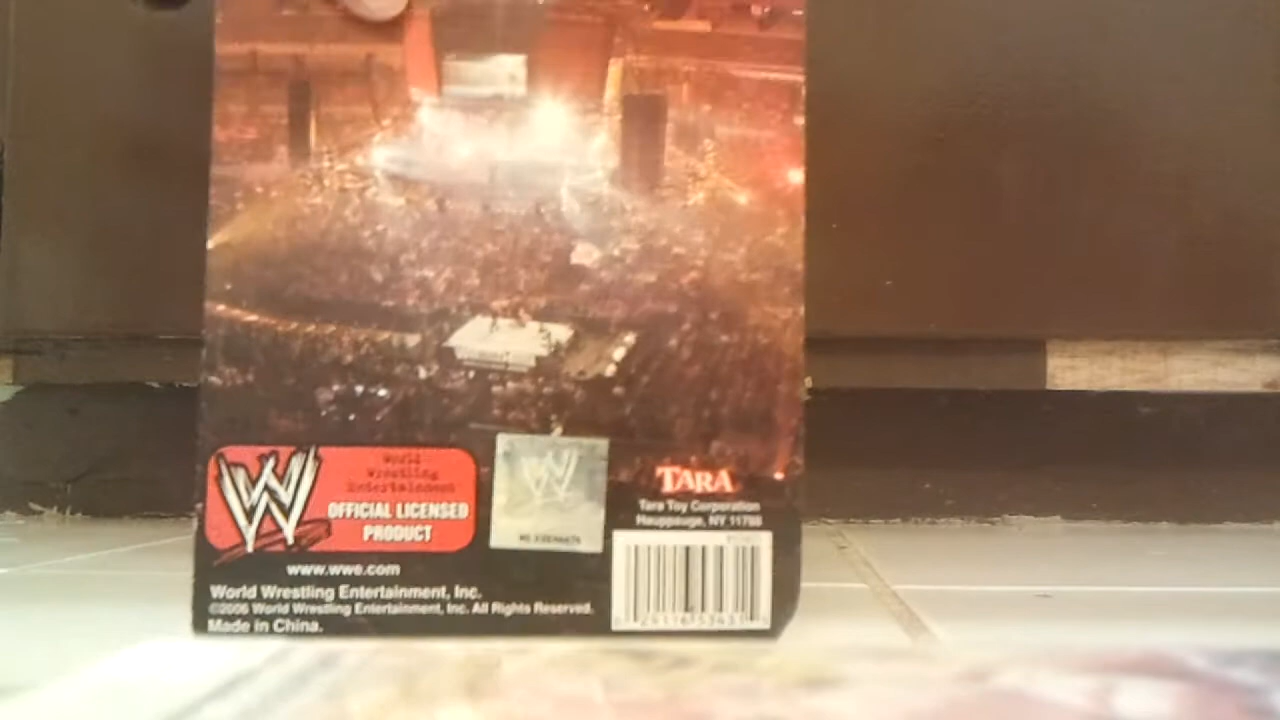 World
Wrestling
Entertainment
OFFICIAL LICENSED
PRODUCT
www.wwe.com
World Wrestling Entertainment, Inc.
©2006 World Wrestling Entertainment, Inc. All Rights Reserved.
Made in China.
TARA
Tara Toy Corporation
Hauppauge, NY 11788